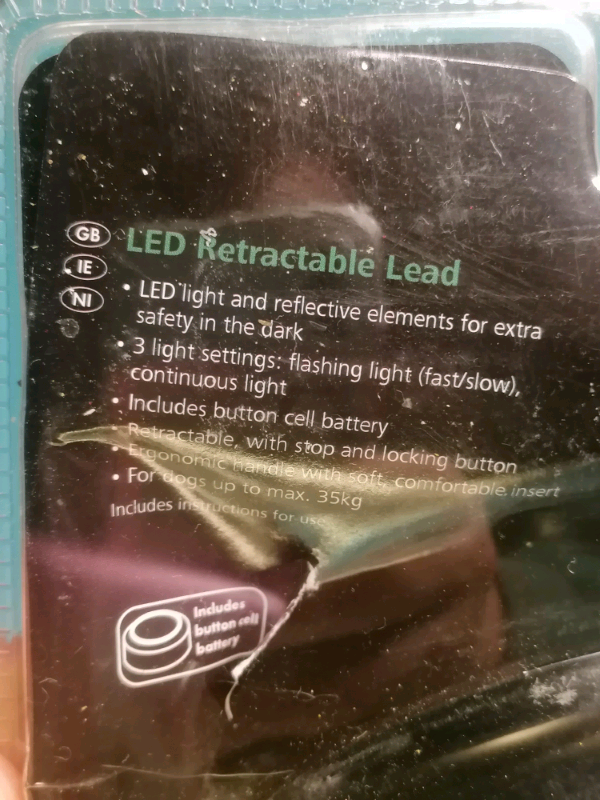 GB
IE
NI
LED Retractable Lead
• LED light and reflective elements for extra
safety in the dark
• 3 light settings: flashing light (fast/slow),
continuous light
• Includes button cell battery
• Retractable, with stop and locking button
• Ergonomic handle with soft, comfortable insert
• For dogs up to max. 35kg
Includes instructions for use
Includes
button cell
battery